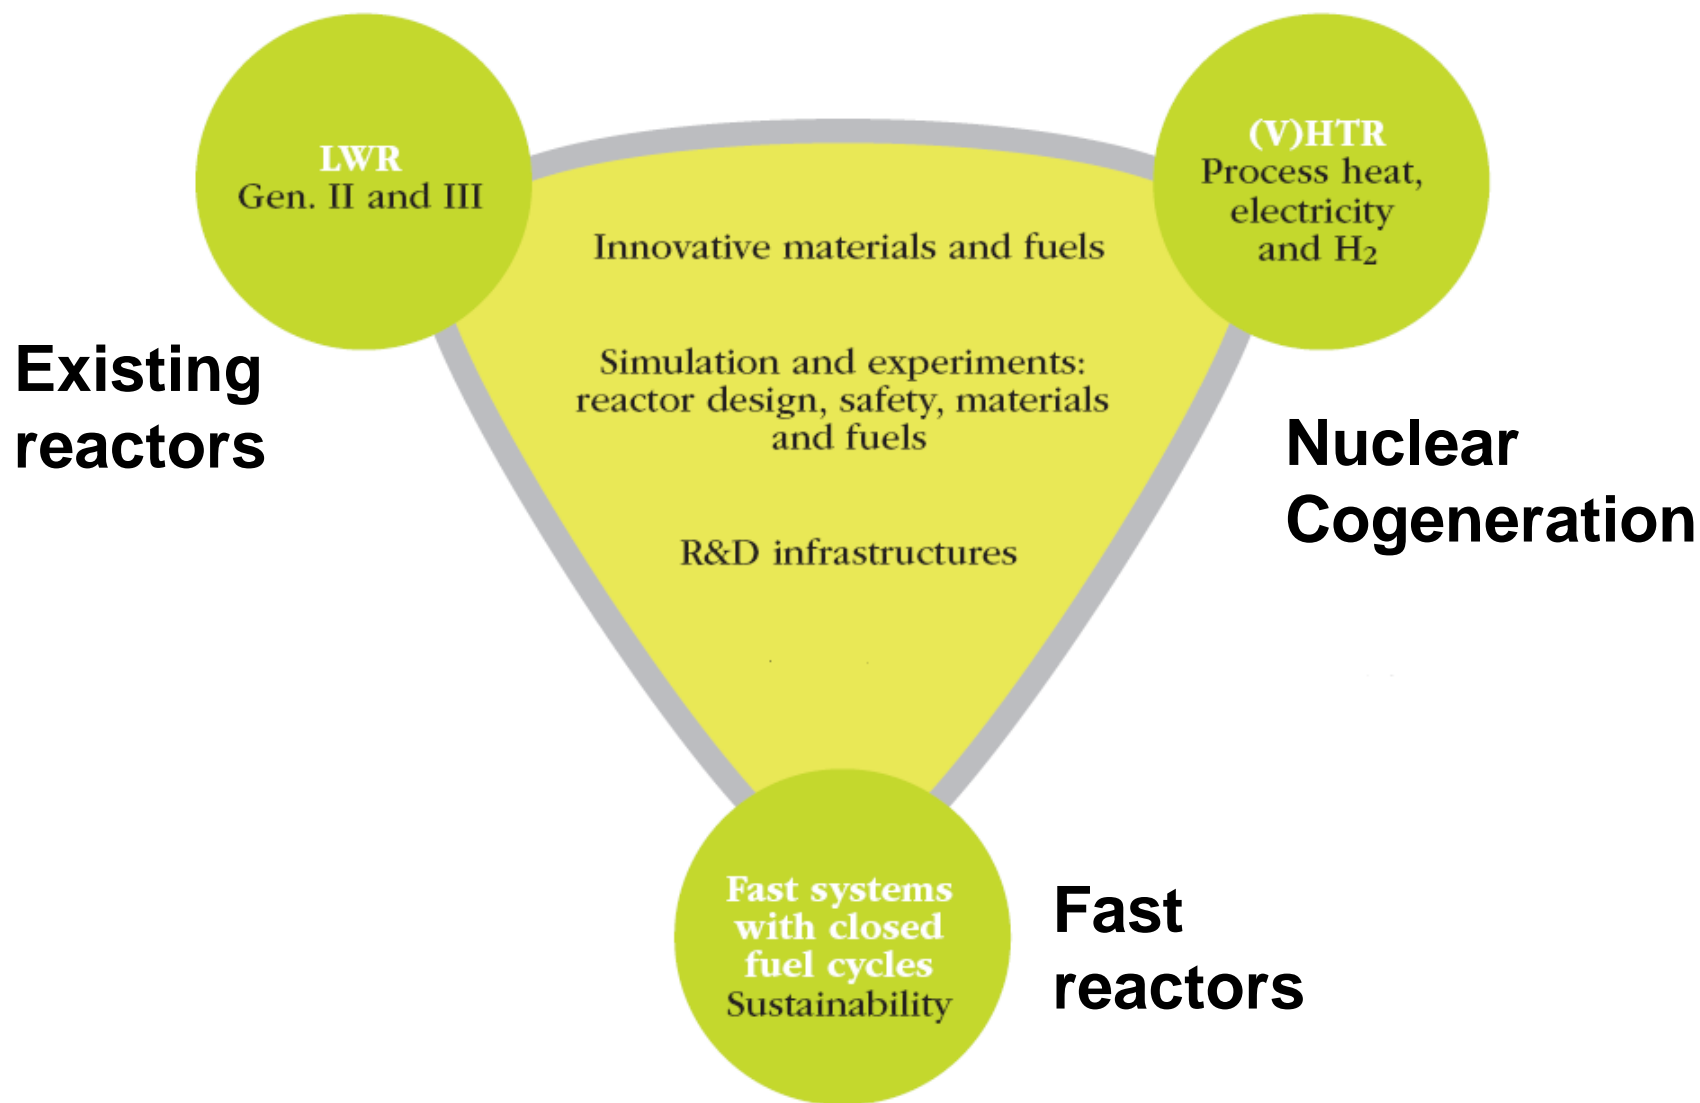 LWR
Gen. II and III
(V)HTR
Process heat,
electricity
and H₂
Innovative materials and fuels
Simulation and experiments:
reactor design, safety, materials
and fuels
R&D infrastructures
Existing
reactors
Nuclear
Cogeneration
Fast systems
with closed
fuel cycles
Sustainability
Fast
reactors